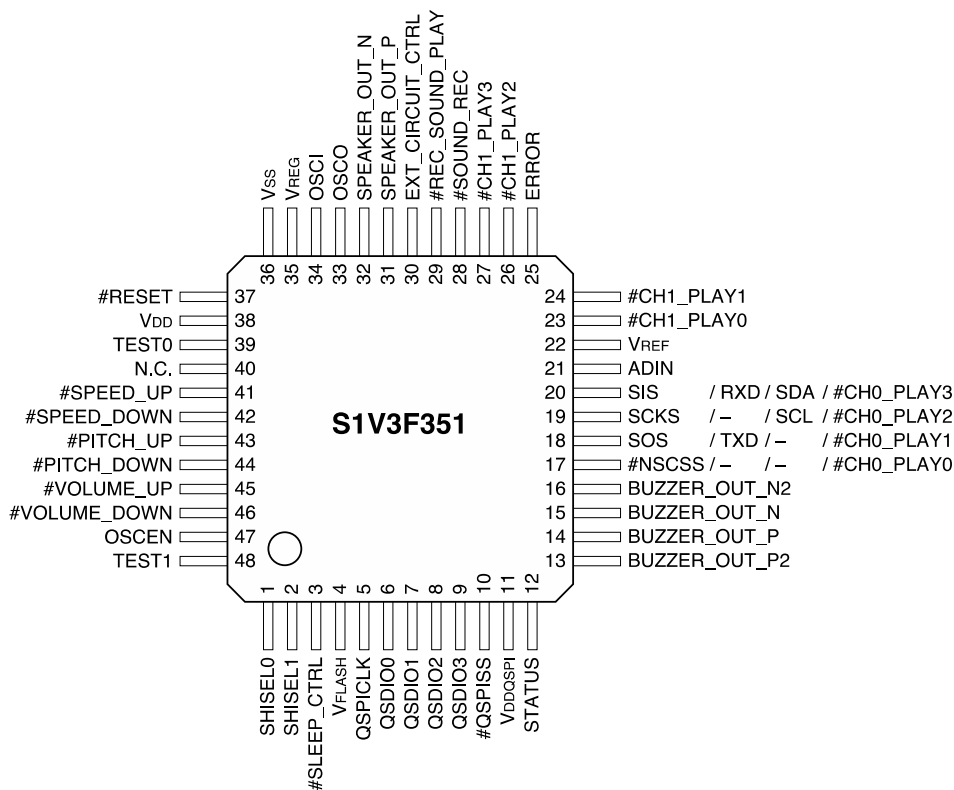 VSS
VREG
OSCI
OSCO
SPEAKER_OUT_N
SPEAKER_OUT_P
EXT_CIRCUIT_CTRL
#REC_SOUND_PLAY
#SOUND_REC
#CH1_PLAY3
#CH1_PLAY2
ERROR
36
35
34
33
32
31
30
29
28
27
26
25
#RESET 37
VDD 38
TEST0 39
N.C. 40
#SPEED_UP 41
#SPEED_DOWN 42
#PITCH_UP 43
#PITCH_DOWN 44
#VOLUME_UP 45
#VOLUME_DOWN 46
OSCEN 47
TEST1 48
S1V3F351
24 #CH1_PLAY1
23 #CH1_PLAY0
22 VREF
21 ADIN
20 SIS / RXD / SDA / #CH0_PLAY3
19 SCKS / – / SCL / #CH0_PLAY2
18 SOS / TXD / – / #CH0_PLAY1
17 #NSCSS / – / – / #CH0_PLAY0
16 BUZZER_OUT_N2
15 BUZZER_OUT_N
14 BUZZER_OUT_P
13 BUZZER_OUT_P2
1
2
3
4
5
6
7
8
9
10
11
12
SHISEL0
SHISEL1
#SLEEP_CTRL
VFLASH
QSPICLK
QSDIO0
QSDIO1
QSDIO2
QSDIO3
#QSPISS
VDDQSPI
STATUS